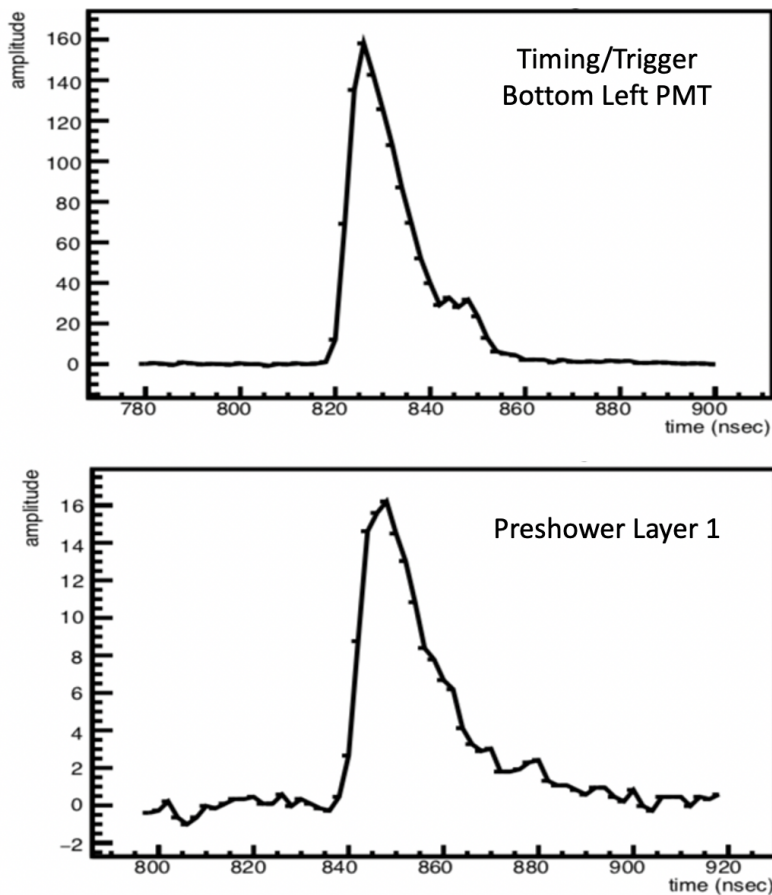 amplitude
160
140
120
100
80
60
40
20
0
Timing/Trigger
Bottom Left PMT
780 800 820 840 860 880 900
time (nsec)
amplitude
16
14
12
10
8
6
4
2
0
−2
Preshower Layer 1
800 820 840 860 880 900 920
time (nsec)